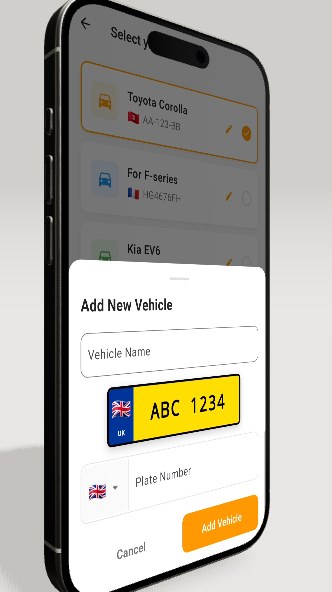 Select y
Toyota Corolla
AA-123-BB
For F-series
HG4676FH
Kia EV6
Add New Vehicle
Vehicle Name
UK
ABC 1234
Plate Number
Cancel
Add Vehicle